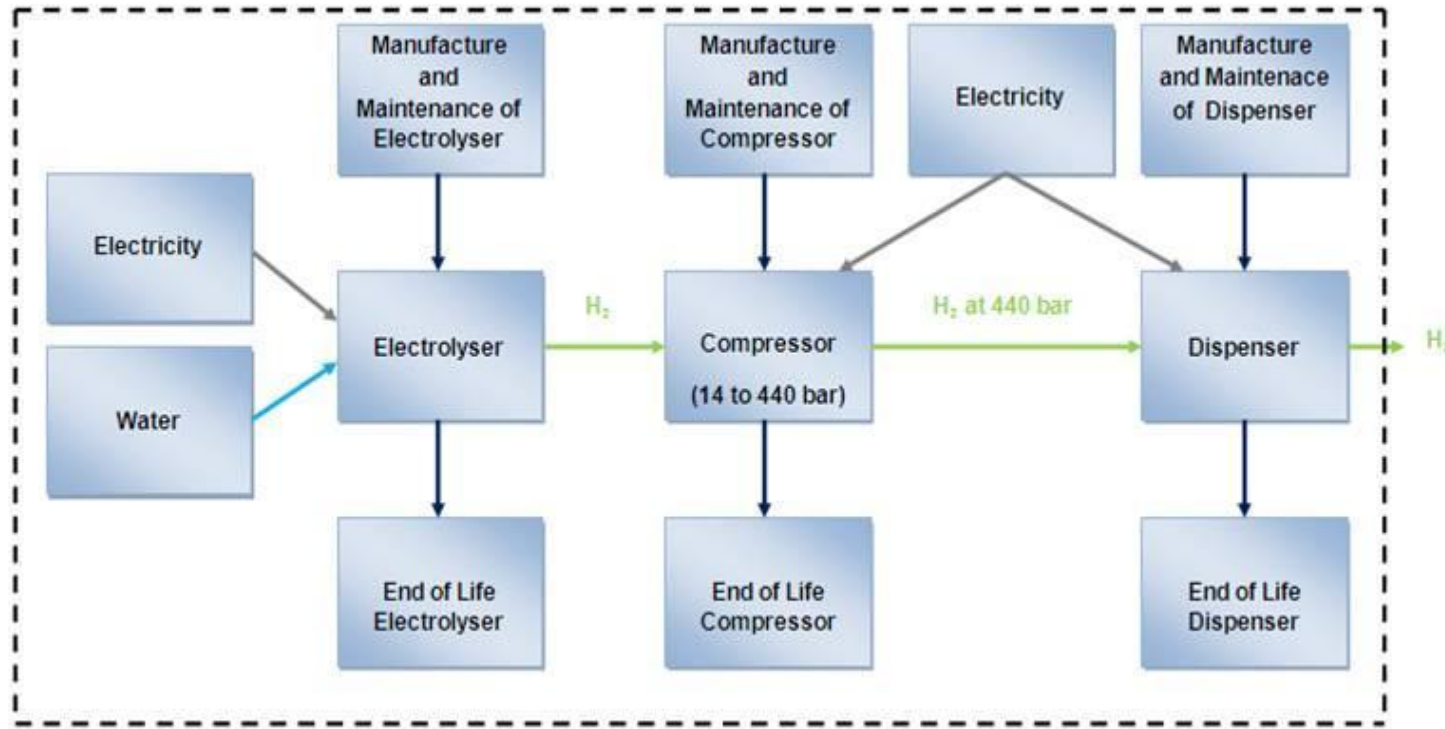 Manufacture
and
Maintenance of
Electrolyser
Manufacture
and
Maintenance of
Compressor
Electricity
Manufacture
and Maintenace
of Dispenser
Electricity
Water
Electrolyser
H₂
Compressor
(14 to 440 bar)
H₂ at 440 bar
Dispenser
H
End of Life
Electrolyser
End of Life
Compressor
End of Life
Dispenser